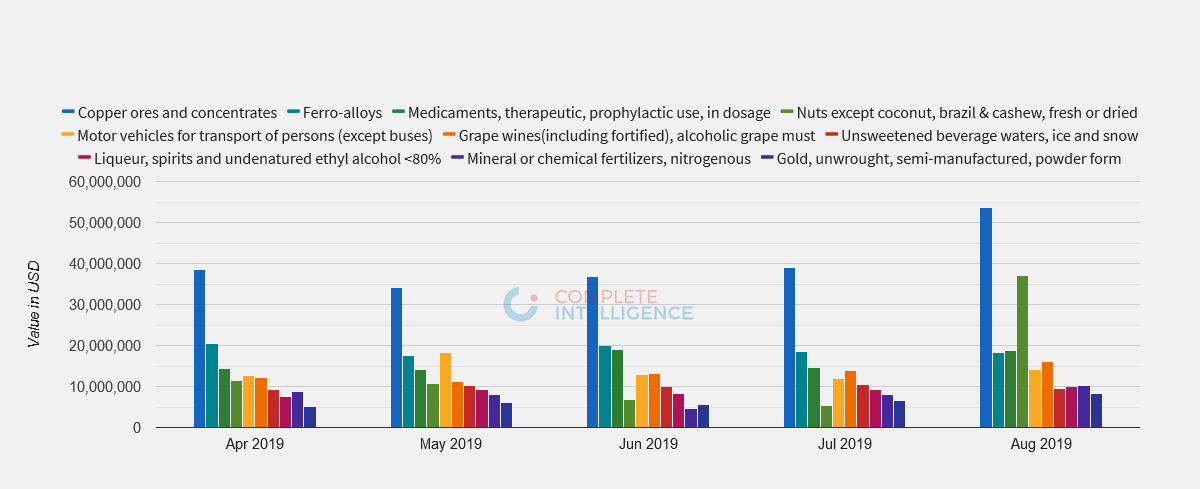 Copper ores and concentrates Ferro-alloys Medicaments, therapeutic, prophylactic use, in dosage Nuts except coconut, brazil & cashew, fresh or dried
Motor vehicles for transport of persons (except buses) Grape wines(including fortified), alcoholic grape must Unsweetened beverage waters, ice and snow
Liqueur, spirits and undenatured ethyl alcohol <80% Mineral or chemical fertilizers, nitrogenous Gold, unwrought, semi-manufactured, powder form
60,000,000
50,000,000
40,000,000
30,000,000
20,000,000
10,000,000
0
Value in USD
COMPLETE
INTELLIGENCE
Apr 2019 May 2019 Jun 2019 Jul 2019 Aug 2019